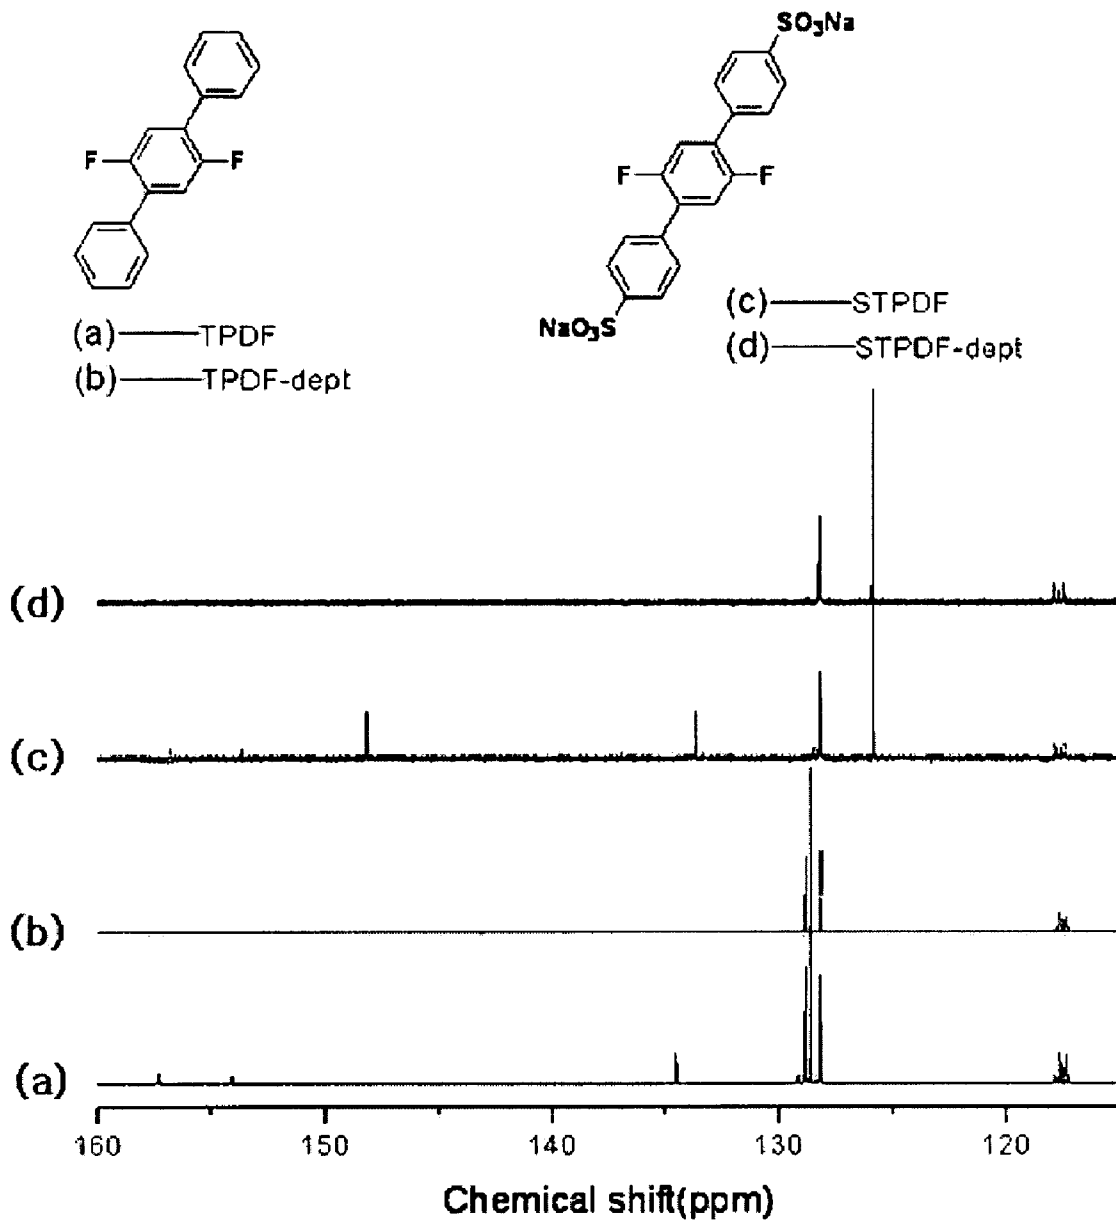 SO3Na
F
F
F
F
NaO3S
(a)——TPDF
(b)——TPDF-dept
(c)——STPDF
(d)——STPDF-dept
(d)
(c)
(b)
(a)
160 150 140 130 120
Chemical shift(ppm)